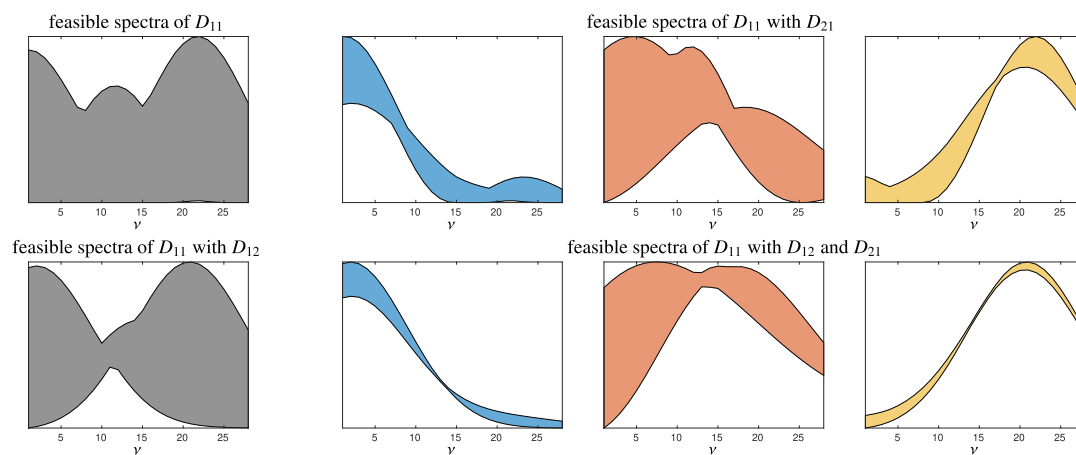 feasible spectra of D₁₁
feasible spectra of D₁₁ with D₂₁
5 10 15 20 25
5 10 15 20 25
5 10 15 20 25
5 10 15 20 25
ν
ν
ν
ν
feasible spectra of D₁₁ with D₁₂
feasible spectra of D₁₁ with D₁₂ and D₂₁
5 10 15 20 25
5 10 15 20 25
5 10 15 20 25
5 10 15 20 25
ν
ν
ν
ν